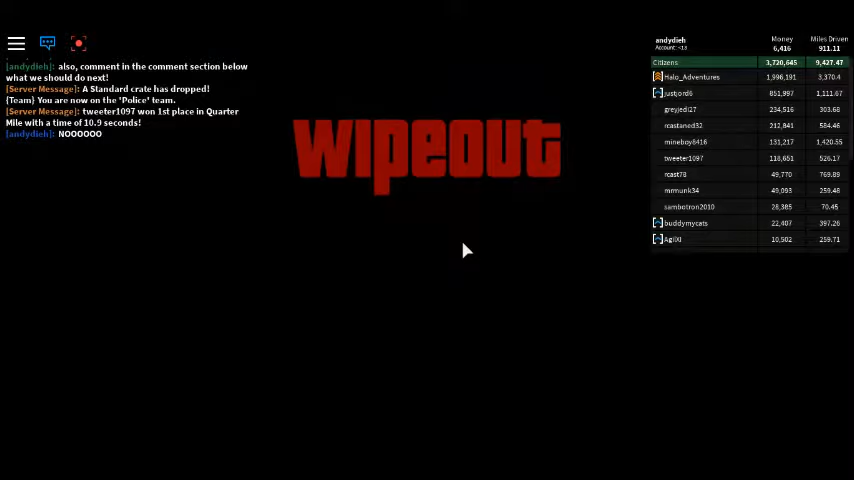 [andydieh]: also, comment in the comment section below
what we should do next!
[Server Message]: A Standard crate has dropped!
{Team} You are now on the 'Police' team.
[Server Message]: tweeter1097 won 1st place in Quarter
Mile with a time of 10.9 seconds!
[andydieh]: NOOOOOO
wipeout
andydieh Money Miles Driven
Account: <13 6,416 911.11
Citizens 3,720,645 9,427.47
Halo_Adventures 1,996,191 3,370.4
justjord6 851,997 1,111.67
greyjedi27 234,516 303.68
rcastaned32 212,841 584.46
mineboy8416 131,217 1,420.55
tweeter1097 118,651 526.17
rcast78 49,770 769.89
mrmunk34 49,093 259.48
sambotron2010 28,385 70.45
buddymycats 22,407 397.26
AgilXl 10,502 259.71